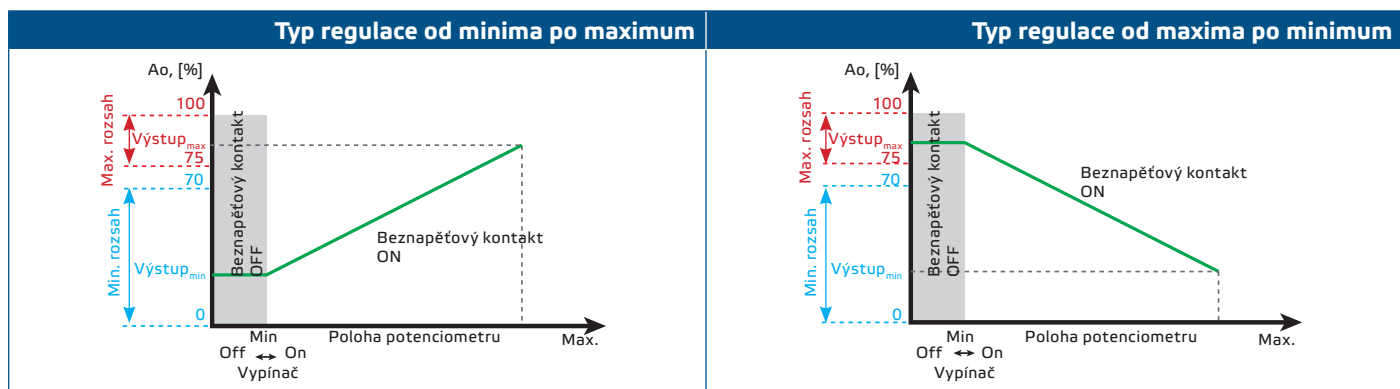 Typ regulace od minima po maximum
Ao, [%]
Max. rozsah
100
Výstupmax
75
70
Min. rozsah
Výstupmin
0
Beznapěťový kontakt
OFF
Beznapěťový kontakt
ON
Min
Poloha potenciometru
Max.
Off ↔ On
Vypínač
Typ regulace od maxima po minimum
Ao, [%]
Max. rozsah
100
Výstupmax
75
70
Min. rozsah
Výstupmin
0
Beznapěťový kontakt
OFF
Beznapěťový kontakt
ON
Min
Poloha potenciometru
Max.
Off ↔ On
Vypínač